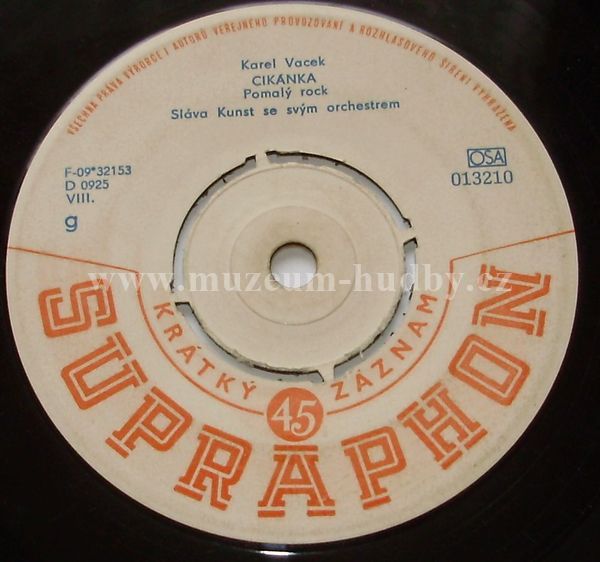 VŠECHNA PRÁVA VÝROBCE I AUTORŮ VEŘEJNÉHO PROVOZOVÁNÍ A ROZHLASOVÉHO ŠÍŘENÍ VYHRAZENA
Karel Vacek
CIKÁNKA
Pomalý rock
Sláva Kunst se svým orchestrem
F-09*32153
D 0925
VIII.
g
OSA
013210
www.muzeum-hudby.cz
KRÁTKÝ 45 ZÁZNAM
SUPRAPHON